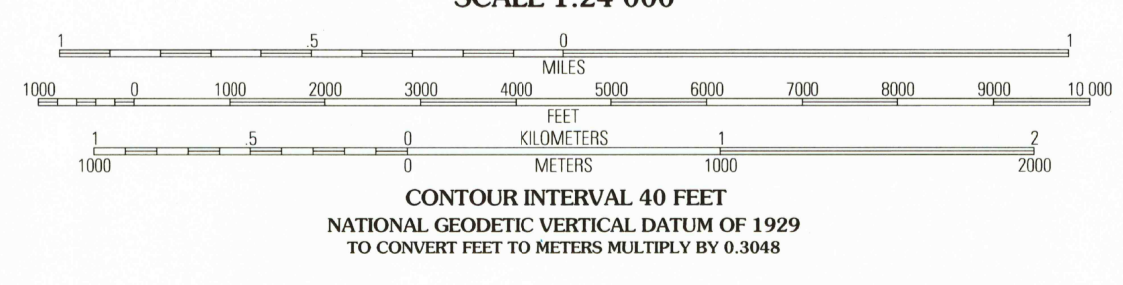 SCALE 1:24 000
1 .5 0 1
MILES
1000 0 1000 2000 3000 4000 5000 6000 7000 8000 9000 10 000
FEET
1 .5 0 KILOMETERS 1 2
1000 0 METERS 1000 2000
CONTOUR INTERVAL 40 FEET
NATIONAL GEODETIC VERTICAL DATUM OF 1929
TO CONVERT FEET TO METERS MULTIPLY BY 0.3048